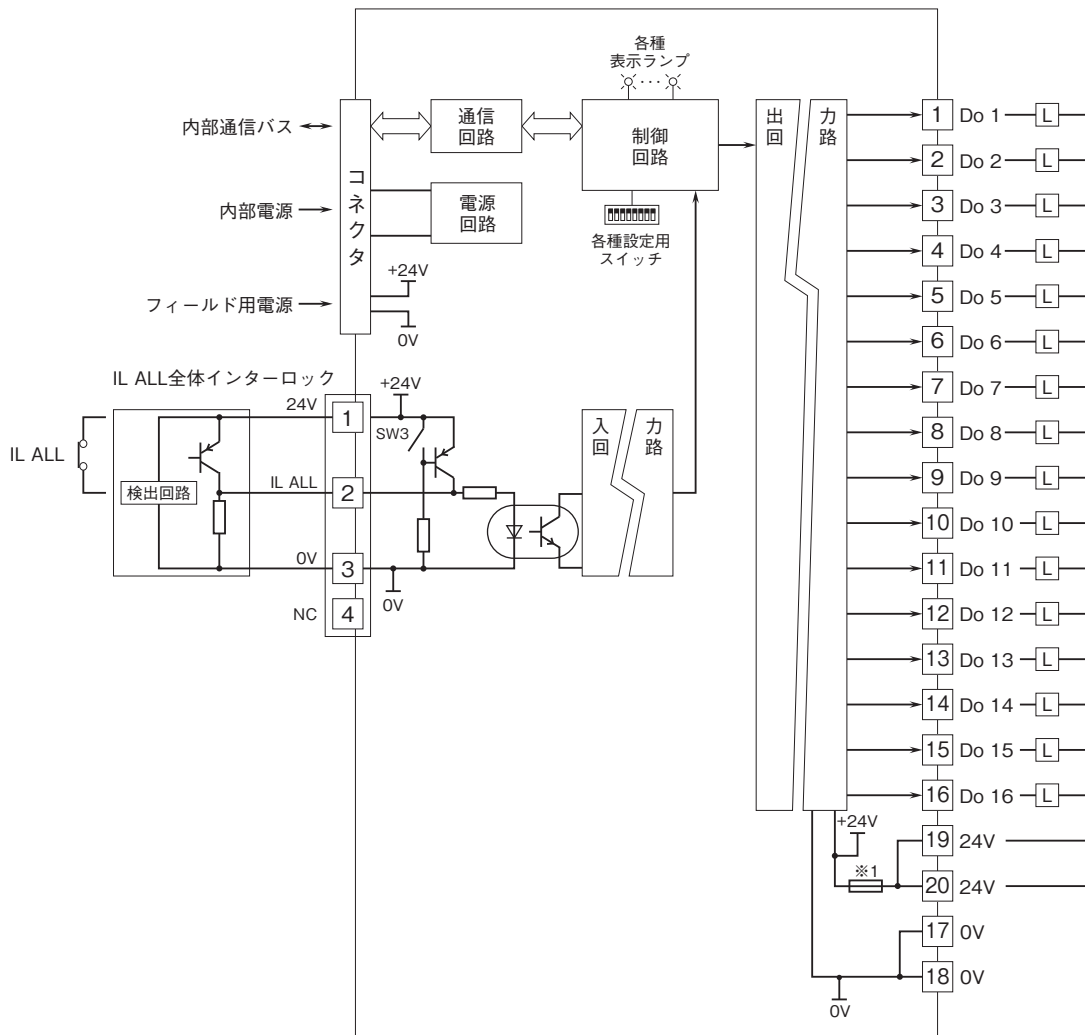 各種
表示ランプ
内部通信バス
通信
回路
制御
回路
出
回
力
路
コネクタ
内部電源
電源
回路
各種設定用
スイッチ
+24V
フィールド用電源
0V
IL ALL全体インターロック
+24V
24V
1
SW3
入
回
力
路
IL ALL
検出回路
IL ALL
2
0V
3
0V
NC
4
1 Do 1 L
2 Do 2 L
3 Do 3 L
4 Do 4 L
5 Do 5 L
6 Do 6 L
7 Do 7 L
8 Do 8 L
9 Do 9 L
10 Do 10 L
11 Do 11 L
12 Do 12 L
13 Do 13 L
14 Do 14 L
15 Do 15 L
16 Do 16 L
+24V
19 24V
※1
20 24V
17 0V
18 0V
0V